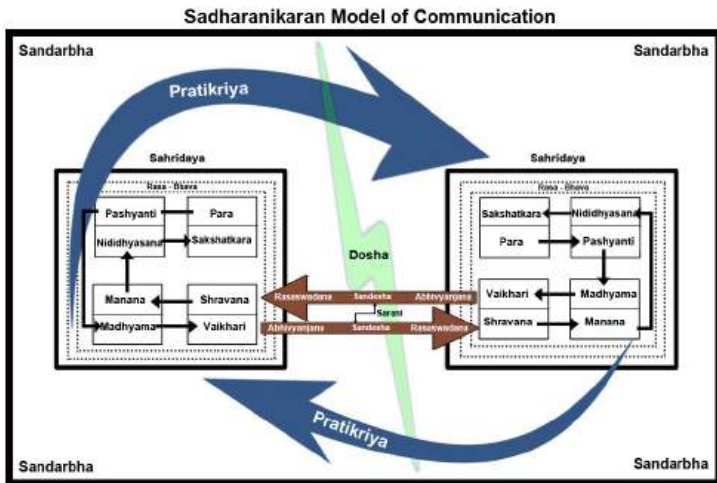 Sadharanikaran Model of Communication
Sandarbha
Sandarbha
Pratikriya
Sahridaya
Sahridaya
Rasa - Bhava
Rasa - Bhava
Pashyanti Para
Nididhyasana Sakshatkara
Manana Shravana
Madhyama Vaikhari
Dosha
Rasaswadana Sandesha Abhivyanjana
Sarani
Abhivyanjana Sandesha Rasaswadana
Sakshatkara Nididhyasana
Para Pashyanti
Vaikhari Madhyama
Shravana Manana
Pratikriya
Sandarbha
Sandarbha